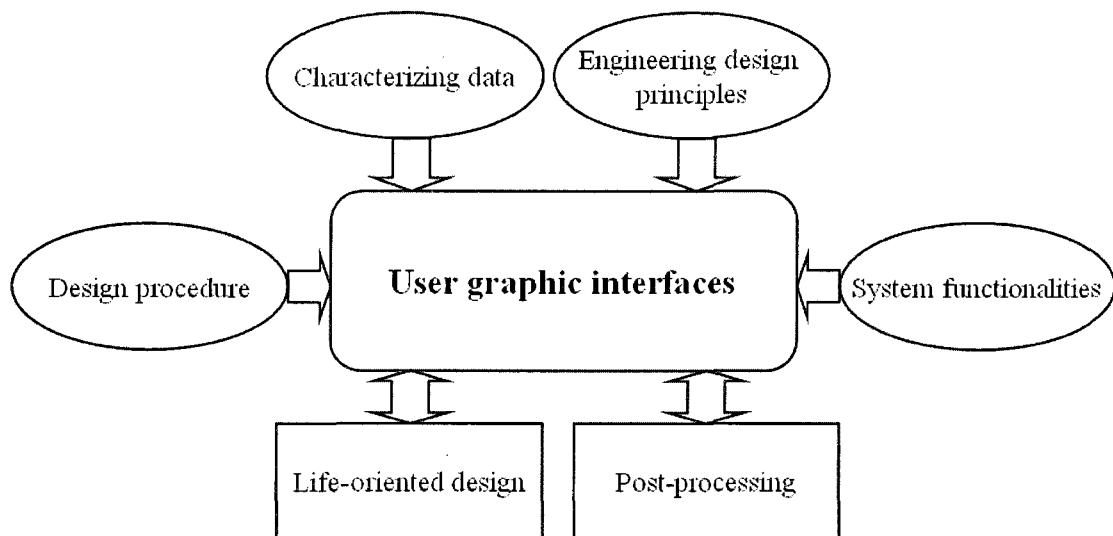 Characterizing data
Engineering design
principles
Design procedure
User graphic interfaces
System functionalities
Life-oriented design
Post-processing